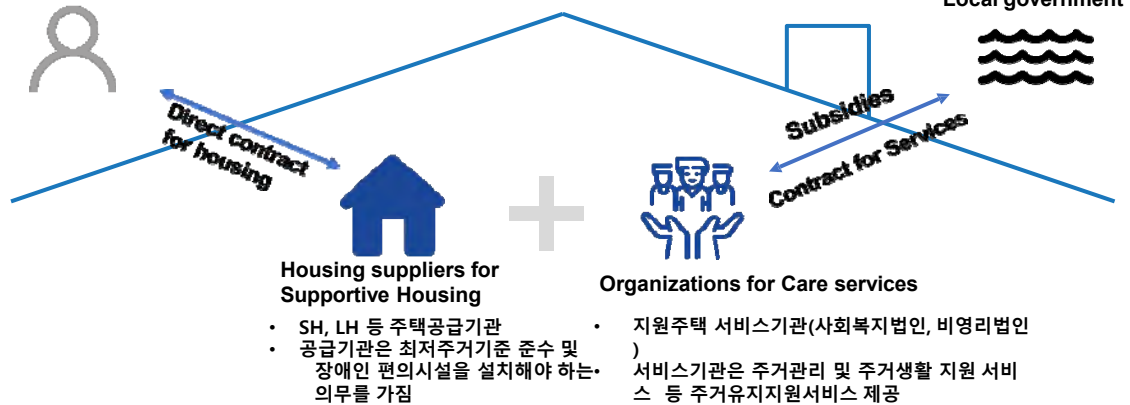 Local government
Direct contract
for housing
Subsidies
Contract for Services
Housing suppliers for
Supportive Housing
• SH, LH 등 주택공급기관
• 공급기관은 최저주거기준 준수 및
장애인 편의시설을 설치해야 하는
의무를 가짐
Organizations for Care services
• 지원주택 서비스기관(사회복지법인, 비영리법인
)
• 서비스기관은 주거관리 및 주거생활 지원 서비
스 등 주거유지지원서비스 제공